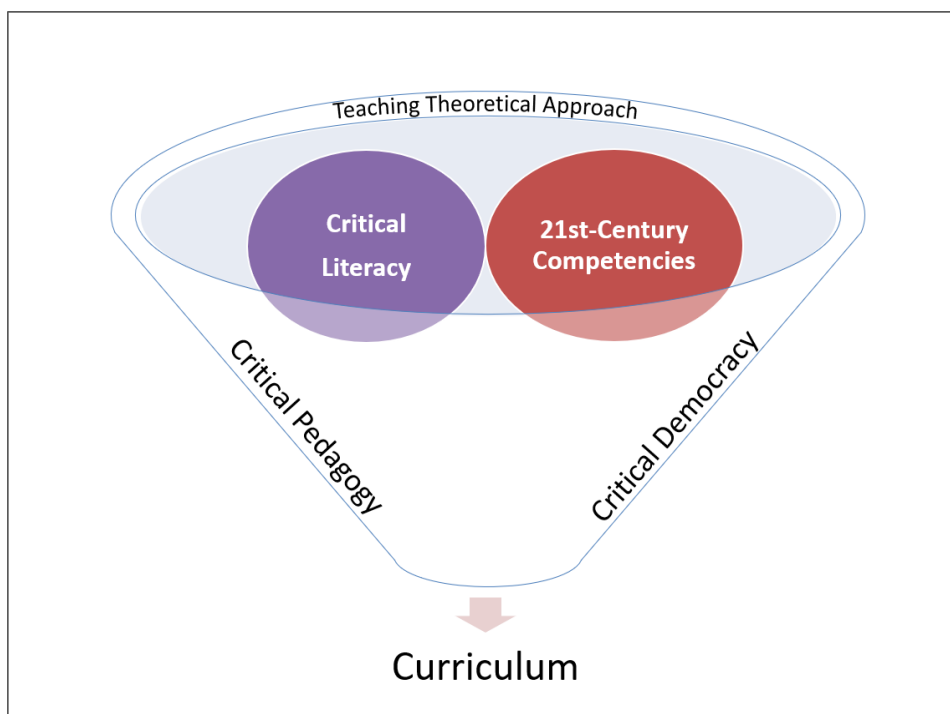 Teaching Theoretical Approach
Critical
Literacy
21st-Century
Competencies
Critical Pedagogy
Critical Democracy
Curriculum